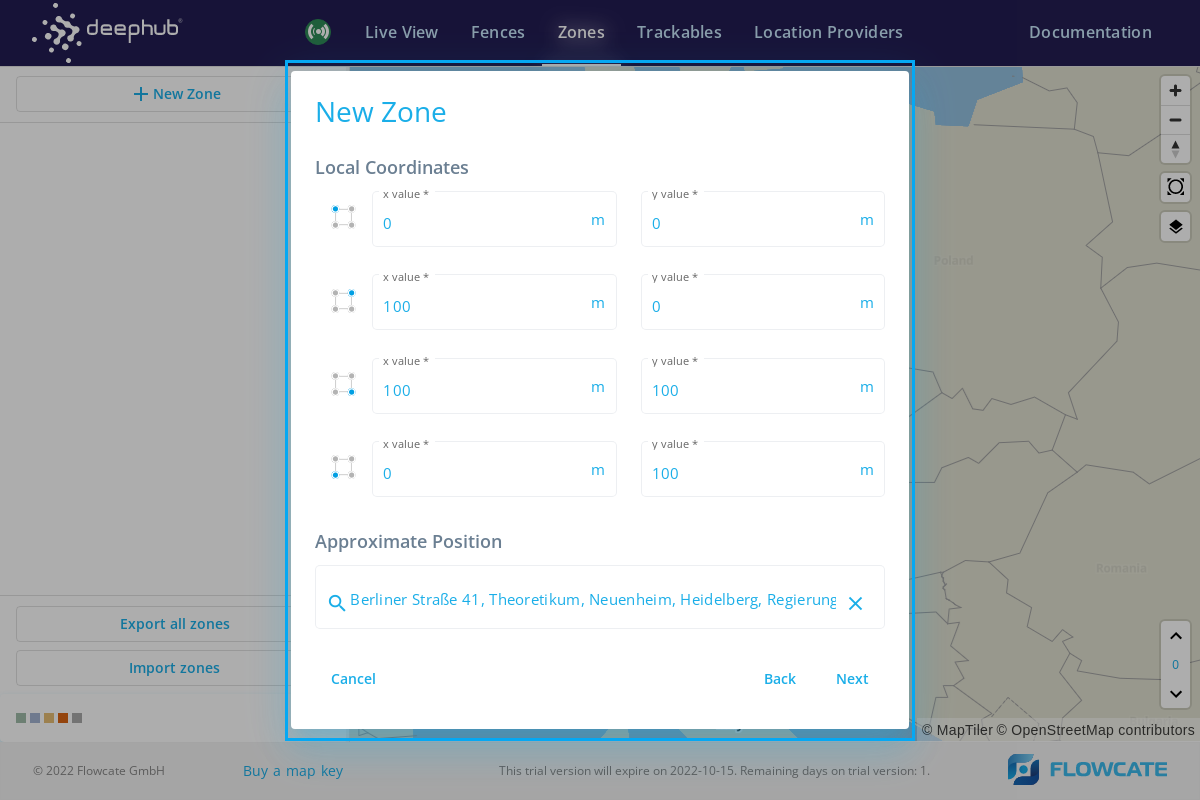 deephub
Live View
Fences
Zones
Trackables
Location Providers
Documentation
New Zone
New Zone
Local Coordinates
x value *
0 m
y value *
0 m
x value *
100 m
y value *
0 m
x value *
100 m
y value *
100 m
x value *
0 m
y value *
100 m
Approximate Position
Berliner Straße 41, Theoretikum, Neuenheim, Heidelberg, Regierung
Cancel
Back
Next
Export all zones
Import zones
Poland
Romania
0
© MapTiler © OpenStreetMap contributors
© 2022 Flowcate GmbH
Buy a map key
This trial version will expire on 2022-10-15. Remaining days on trial version: 1.
FLOWCATE